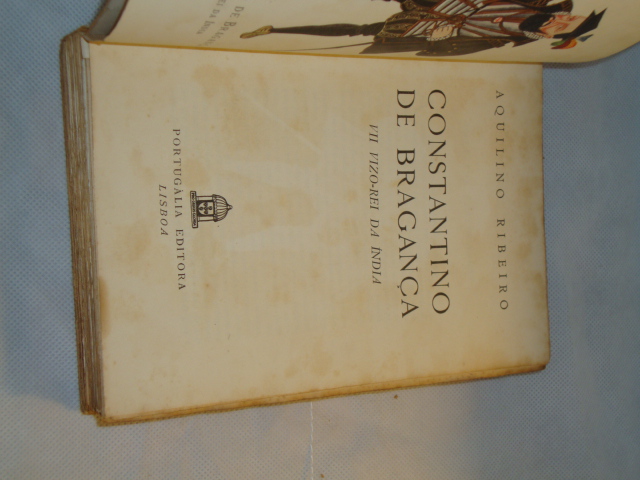 AQUILINO RIBEIRO
CONSTANTINO
DE BRAGANÇA
VII VIZO-REI DA ÍNDIA
PORTUGÁLIA EDITORA
LISBOA